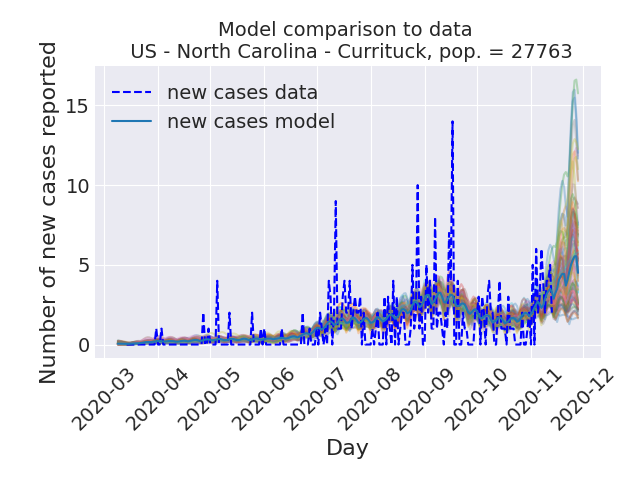 Model comparison to data
US - North Carolina - Currituck, pop. = 27763
Number of new cases reported
15
10
5
0
new cases data
new cases model
2020-03
2020-04
2020-05
2020-06
2020-07
2020-08
2020-09
2020-10
2020-11
2020-12
Day